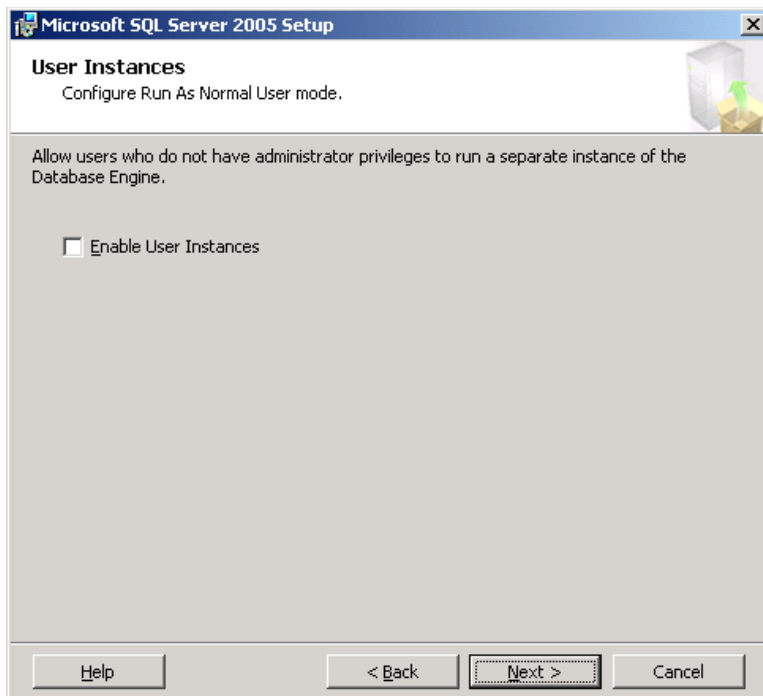 Microsoft SQL Server 2005 Setup
User Instances
Configure Run As Normal User mode.
Allow users who do not have administrator privileges to run a separate instance of the
Database Engine.
Enable User Instances
Help
< Back
Next >
Cancel